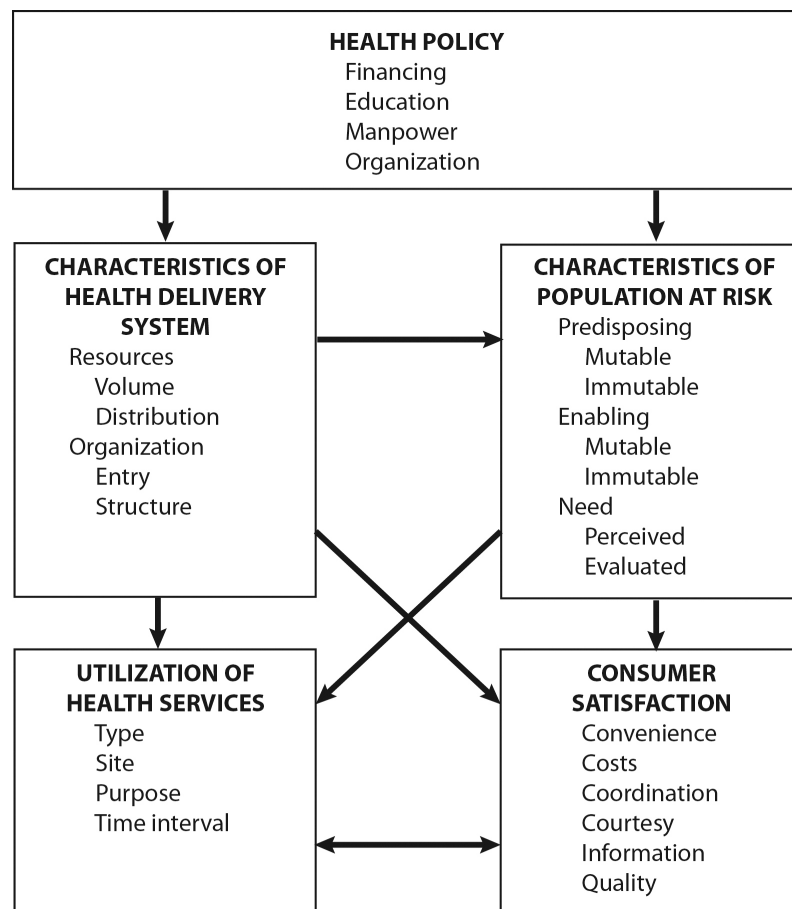 HEALTH POLICY
Financing
Education
Manpower
Organization
CHARACTERISTICS OF
HEALTH DELIVERY
SYSTEM
Resources
Volume
Distribution
Organization
Entry
Structure
CHARACTERISTICS OF
POPULATION AT RISK
Predisposing
Mutable
Immutable
Enabling
Mutable
Immutable
Need
Perceived
Evaluated
UTILIZATION OF
HEALTH SERVICES
Type
Site
Purpose
Time interval
CONSUMER
SATISFACTION
Convenience
Costs
Coordination
Courtesy
Information
Quality